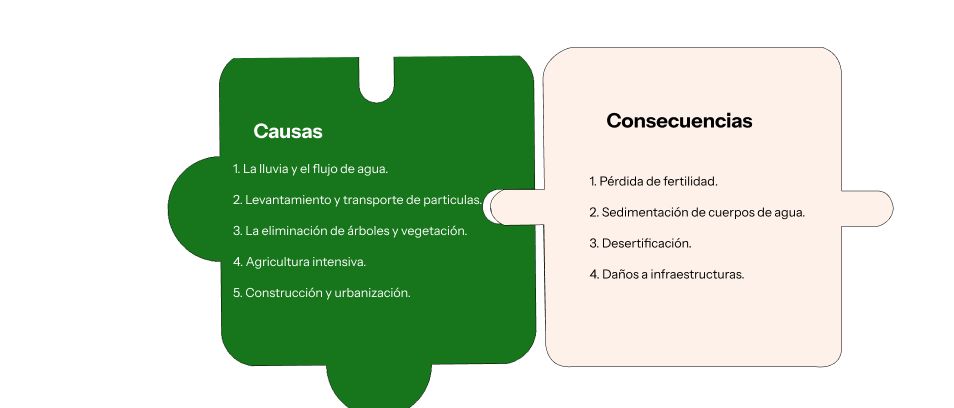 Causas
1. La lluvia y el flujo de agua.
2. Levantamiento y transporte de particulas.
3. La eliminación de árboles y vegetación.
4. Agricultura intensiva.
5. Construcción y urbanización.
Consecuencias
1. Pérdida de fertilidad.
2. Sedimentación de cuerpos de agua.
3. Desertificación.
4. Daños a infraestructuras.